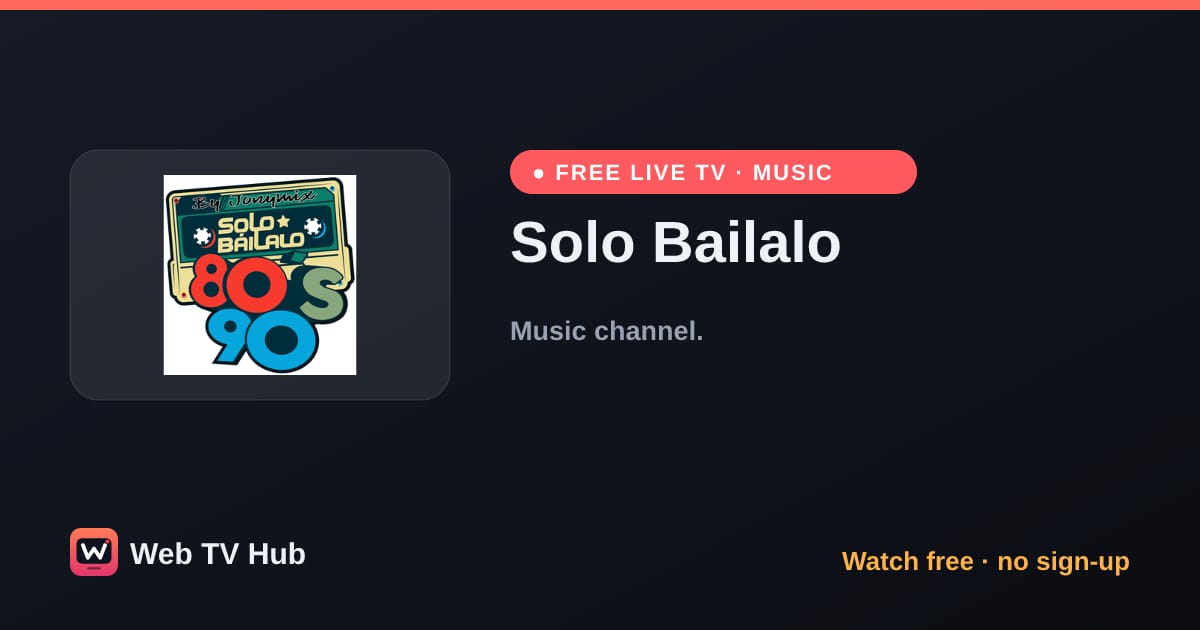 By Jonymix
SOLO
BAILALO
80'S
90
● FREE LIVE TV · MUSIC
Solo Bailalo
Music channel.
W
Web TV Hub
Watch free · no sign-up